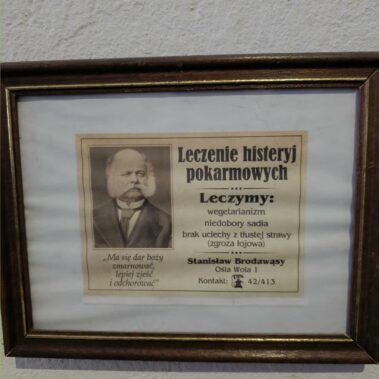 Leczenie histeryj
pokarmowych
Leczymy:
wegetarianizm
niedobory sadła
brak uciechy z tłustej strawy
(zgroza łojowa)
Stanisław Brodawąsy
Ośla Wola 1
Kontakt: 42/413
„Ma się dar boży
zmarnować,
lepiej zjeść
i odchorować"